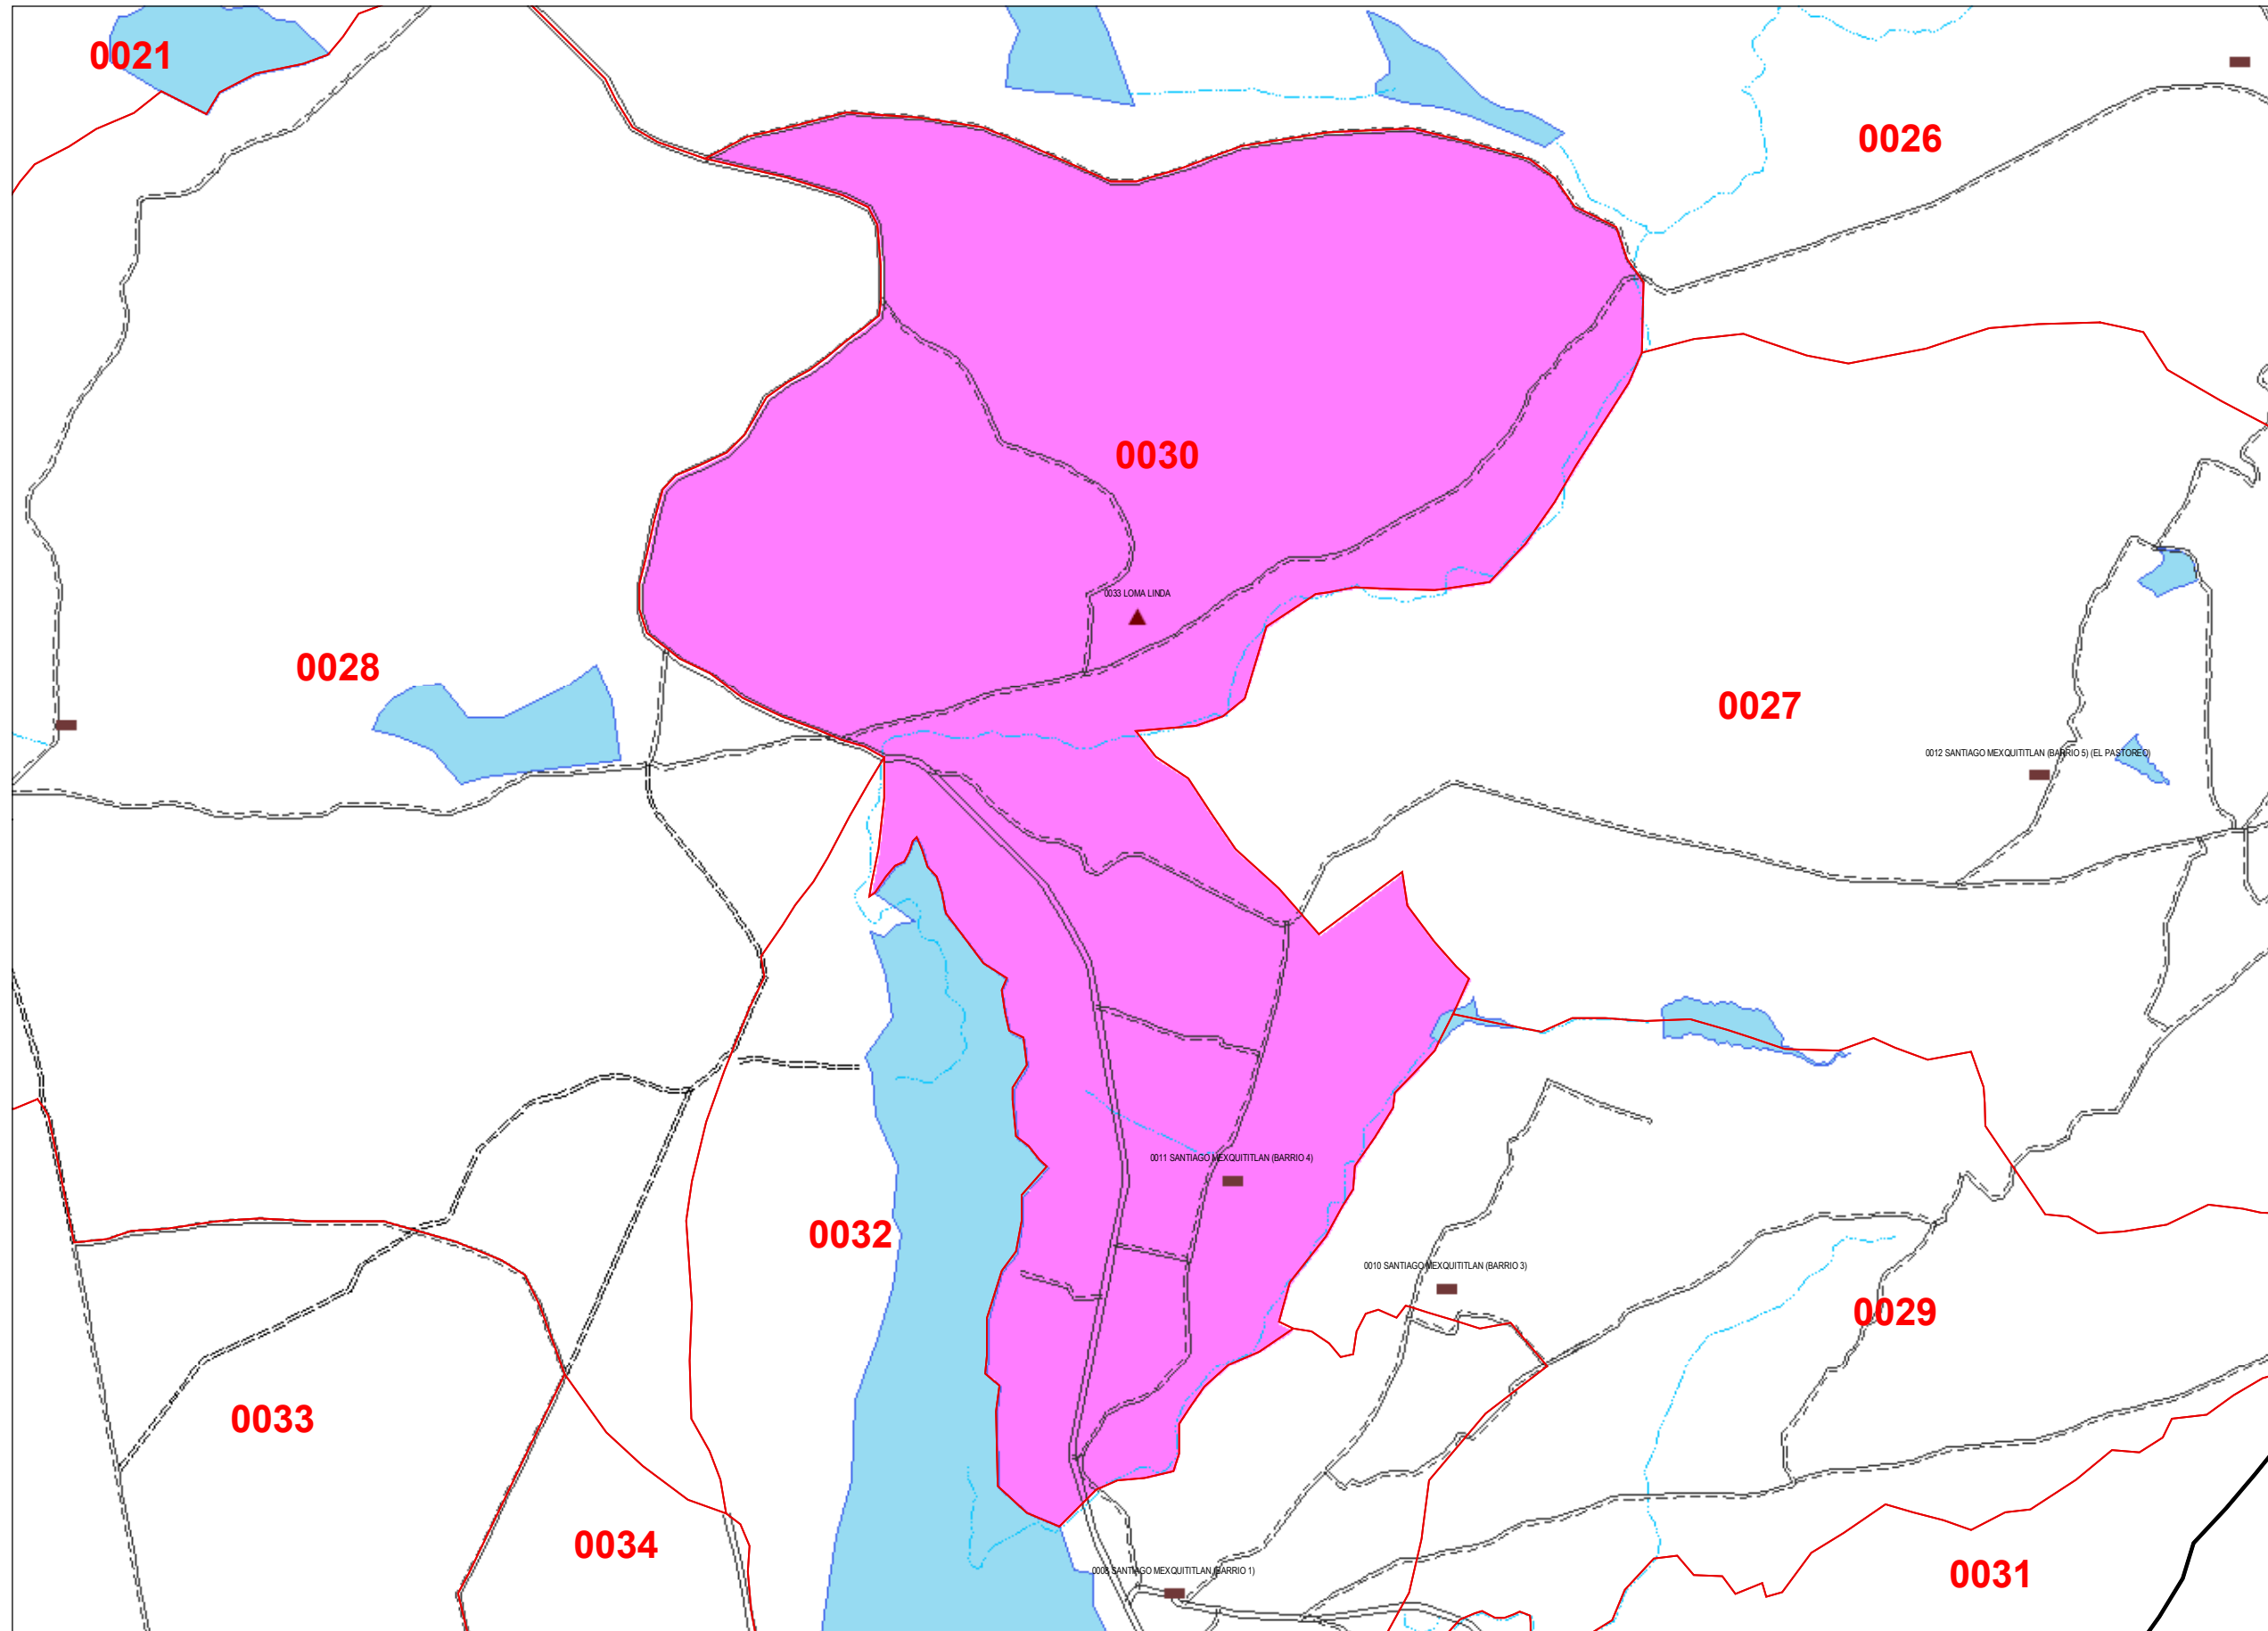 0021
0026
0030
0033 LOMA LINDA
0028
0027
0012 SANTIAGO MEXQUITITLAN (BARRIO 5) (EL PASTOREO)
0011 SANTIAGO MEXQUITITLAN (BARRIO 4)
0032
0010 SANTIAGO MEXQUITITLAN (BARRIO 3)
0029
0033
0034
0008 SANTIAGO MEXQUITITLAN (BARRIO 1)
0031